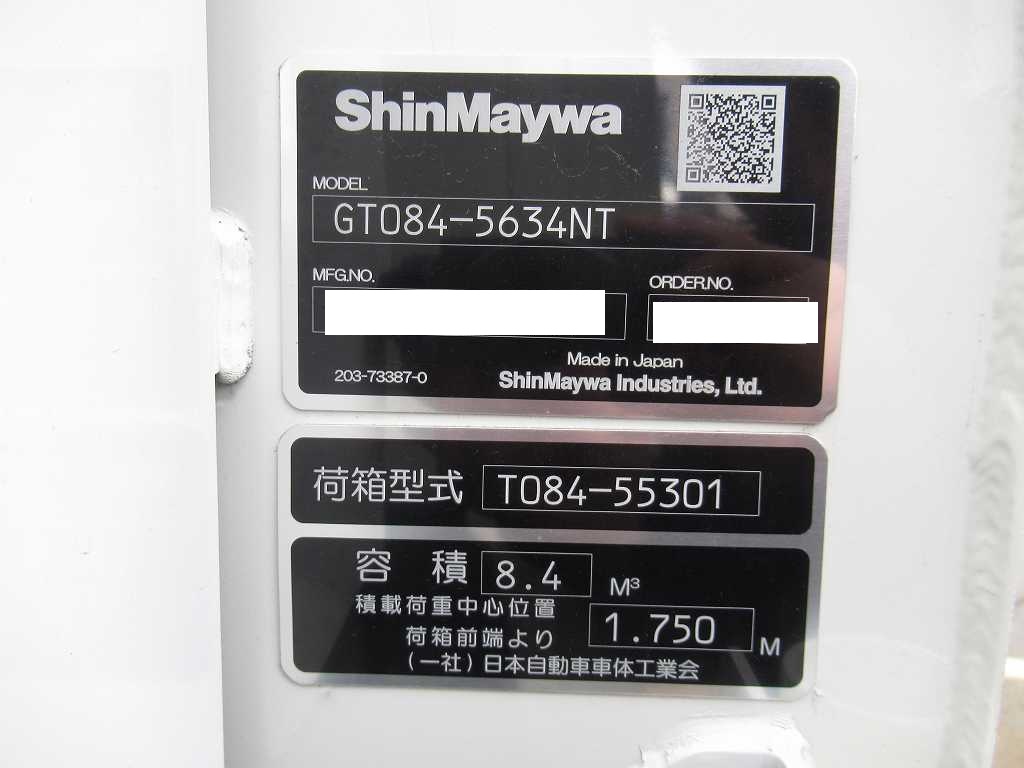 ShinMaywa
MODEL
GT084-5634NT
MFG.NO.
ORDER.NO.
Made in Japan
203-73387-0
ShinMaywa Industries, Ltd.
荷箱型式 T084-55301
容積 8.4 M³
積載荷重中心位置
荷箱前端より 1.750 M
(一社)日本自動車車体工業会